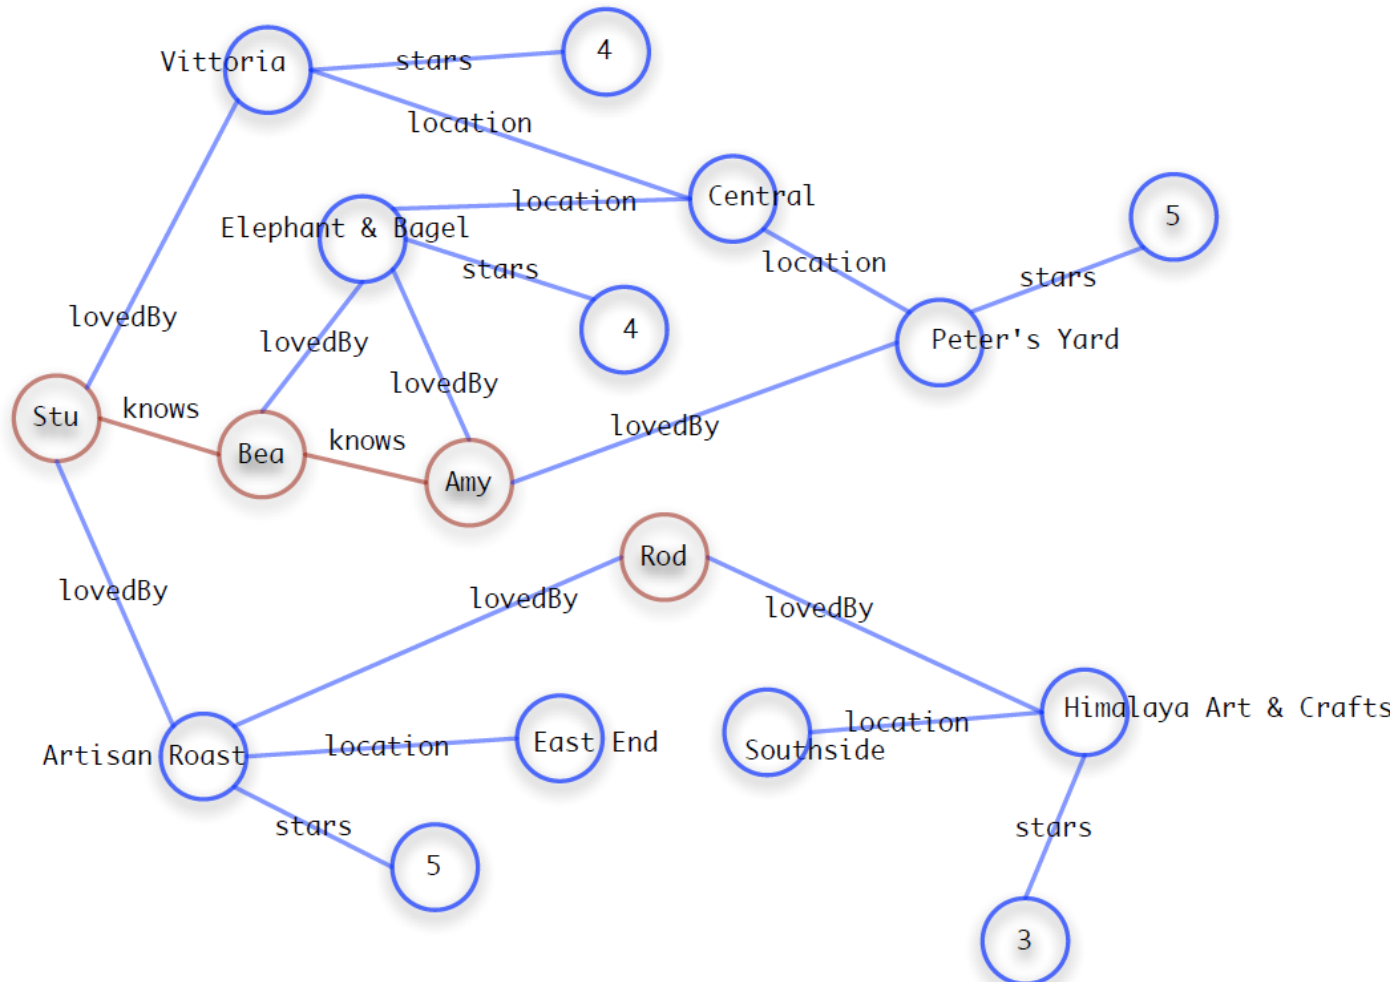 Vittoria
stars
4
location
Central
location
5
Elephant & Bagel
location
stars
stars
lovedBy
lovedBy
4
Peter's Yard
lovedBy
Stu
knows
lovedBy
knows
Bea
Amy
Rod
lovedBy
lovedBy
lovedBy
Himalaya Art & Crafts
location
Southside
Artisan Roast
location
East End
stars
stars
5
3